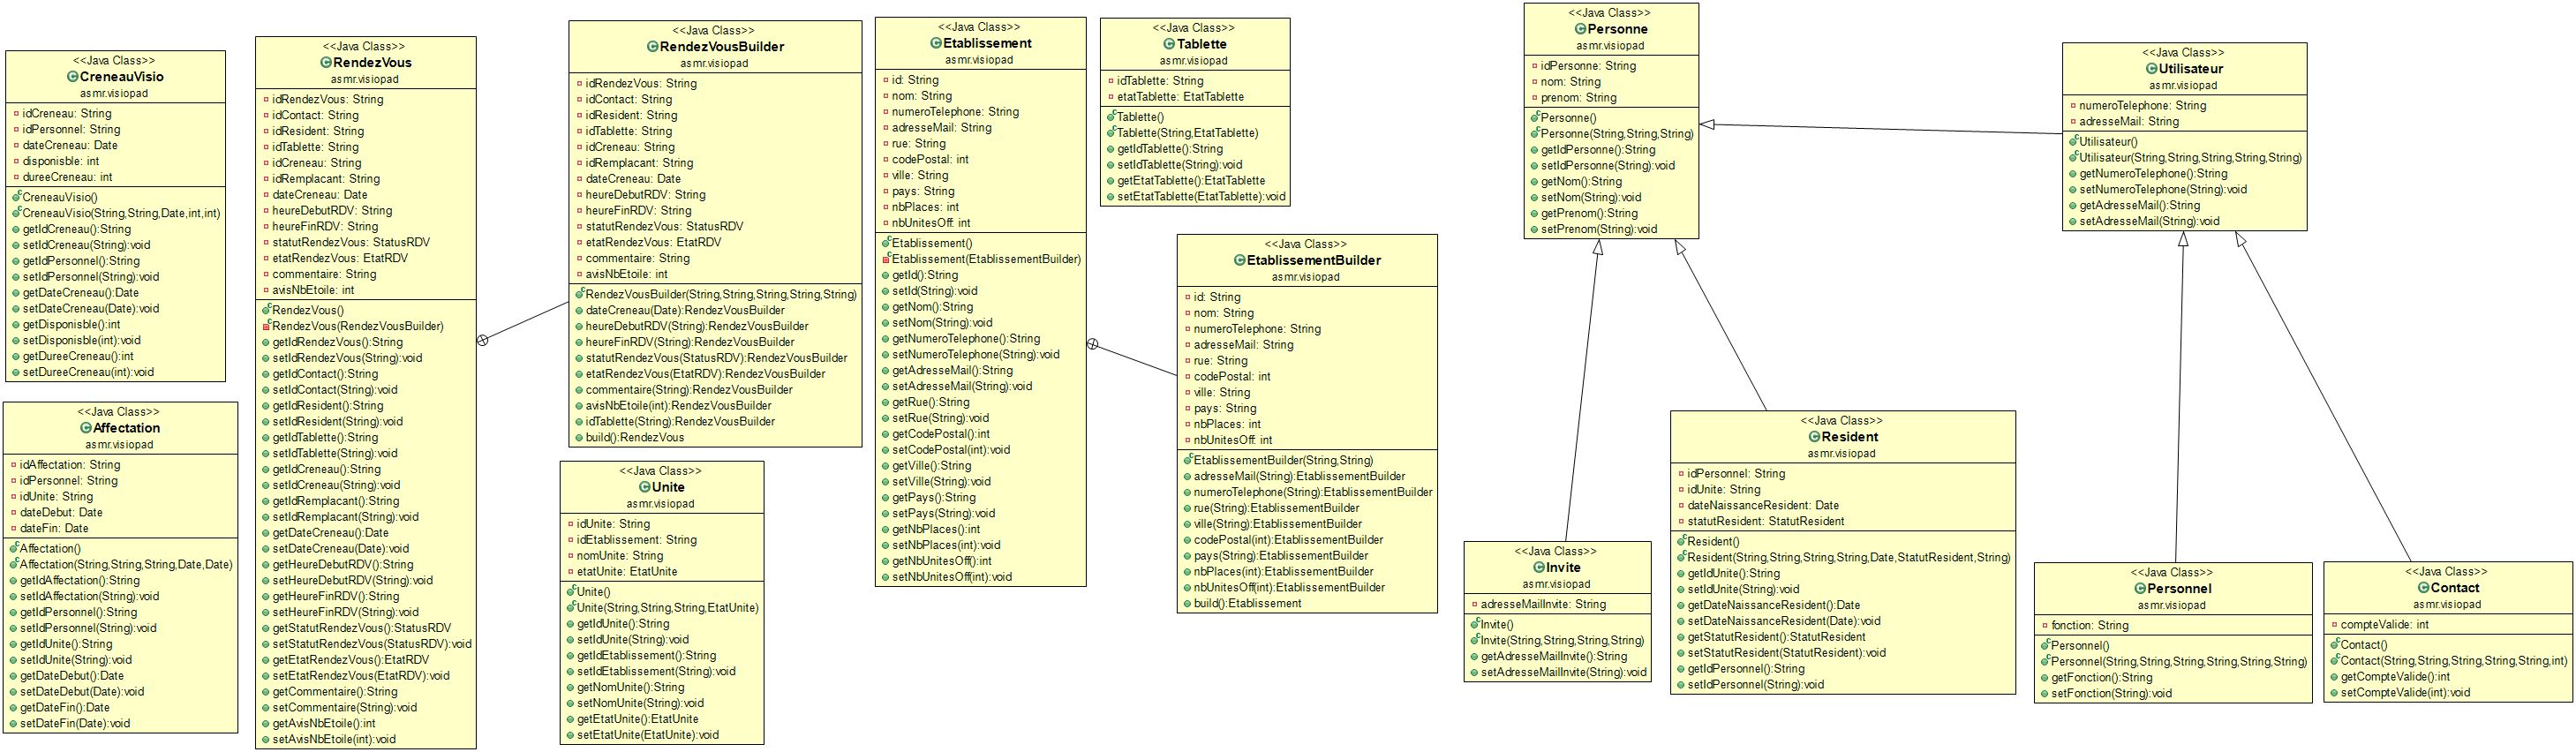 <<Java Class>>
CreneauVisio
asmr.visiopad
idCreneau: String
idPersonnel: String
dateCreneau: Date
disponisble: int
dureeCreneau: int
CreneauVisio()
CreneauVisio(String,String,Date,int,int)
getIdCreneau():String
setIdCreneau(String):void
getIdPersonnel():String
setIdPersonnel(String):void
getDateCreneau():Date
setDateCreneau(Date):void
getDisponisble():int
setDisponisble(int):void
getDureeCreneau():int
setDureeCreneau(int):void
<<Java Class>>
Affectation
asmr.visiopad
idAffectation: String
idPersonnel: String
idUnite: String
dateDebut: Date
dateFin: Date
Affectation()
Affectation(String,String,String,Date,Date)
getIdAffectation():String
setIdAffectation(String):void
getIdPersonnel():String
setIdPersonnel(String):void
getIdUnite():String
setIdUnite(String):void
getDateDebut():Date
setDateDebut(Date):void
getDateFin():Date
setDateFin(Date):void
<<Java Class>>
RendezVous
asmr.visiopad
idRendezVous: String
idContact: String
idResident: String
idTablette: String
idCreneau: String
idRemplacant: String
dateCreneau: Date
heureDebutRDV: String
heureFinRDV: String
statutRendezVous: StatusRDV
etatRendezVous: EtatRDV
commentaire: String
avisNbEtoile: int
RendezVous()
RendezVous(RendezVousBuilder)
getIdRendezVous():String
setIdRendezVous(String):void
getIdContact():String
setIdContact(String):void
getIdResident():String
setIdResident(String):void
getIdTablette():String
setIdTablette(String):void
getIdCreneau():String
setIdCreneau(String):void
getIdRemplacant():String
setIdRemplacant(String):void
getDateCreneau():Date
setDateCreneau(Date):void
getHeureDebutRDV():String
setHeureDebutRDV(String):void
getHeureFinRDV():String
setHeureFinRDV(String):void
getStatutRendezVous():StatusRDV
setStatutRendezVous(StatusRDV):void
getEtatRendezVous():EtatRDV
setEtatRendezVous(EtatRDV):void
getCommentaire():String
setCommentaire(String):void
getAvisNbEtoile():int
setAvisNbEtoile(int):void
<<Java Class>>
RendezVousBuilder
asmr.visiopad
idRendezVous: String
idContact: String
idResident: String
idTablette: String
idCreneau: String
idRemplacant: String
dateCreneau: Date
heureDebutRDV: String
heureFinRDV: String
statutRendezVous: StatusRDV
etatRendezVous: EtatRDV
commentaire: String
avisNbEtoile: int
RendezVousBuilder(String,String,String,String,String)
dateCreneau(Date):RendezVousBuilder
heureDebutRDV(String):RendezVousBuilder
heureFinRDV(String):RendezVousBuilder
statutRendezVous(StatusRDV):RendezVousBuilder
etatRendezVous(EtatRDV):RendezVousBuilder
commentaire(String):RendezVousBuilder
avisNbEtoile(int):RendezVousBuilder
idTablette(String):RendezVousBuilder
build():RendezVous
<<Java Class>>
Unite
asmr.visiopad
idUnite: String
idEtablissement: String
nomUnite: String
etatUnite: EtatUnite
Unite()
Unite(String,String,String,EtatUnite)
getIdUnite():String
setIdUnite(String):void
getIdEtablissement():String
setIdEtablissement(String):void
getNomUnite():String
setNomUnite(String):void
getEtatUnite():EtatUnite
setEtatUnite(EtatUnite):void
<<Java Class>>
Etablissement
asmr.visiopad
id: String
nom: String
numeroTelephone: String
adresseMail: String
rue: String
codePostal: int
ville: String
pays: String
nbPlaces: int
nbUnitesOff: int
Etablissement()
Etablissement(EtablissementBuilder)
getId():String
setId(String):void
getNom():String
setNom(String):void
getNumeroTelephone():String
setNumeroTelephone(String):void
getAdresseMail():String
setAdresseMail(String):void
getRue():String
setRue(String):void
getCodePostal():int
setCodePostal(int):void
getVille():String
setVille(String):void
getPays():String
setPays(String):void
getNbPlaces():int
setNbPlaces(int):void
getNbUnitesOff():int
setNbUnitesOff(int):void
<<Java Class>>
Tablette
asmr.visiopad
idTablette: String
etatTablette: EtatTablette
Tablette()
Tablette(String,EtatTablette)
getIdTablette():String
setIdTablette(String):void
getEtatTablette():EtatTablette
setEtatTablette(EtatTablette):void
<<Java Class>>
EtablissementBuilder
asmr.visiopad
id: String
nom: String
numeroTelephone: String
adresseMail: String
rue: String
codePostal: int
ville: String
pays: String
nbPlaces: int
nbUnitesOff: int
EtablissementBuilder(String,String)
adresseMail(String):EtablissementBuilder
numeroTelephone(String):EtablissementBuilder
rue(String):EtablissementBuilder
ville(String):EtablissementBuilder
codePostal(int):EtablissementBuilder
pays(String):EtablissementBuilder
nbPlaces(int):EtablissementBuilder
nbUnitesOff(int):EtablissementBuilder
build():Etablissement
<<Java Class>>
Personne
asmr.visiopad
idPersonne: String
nom: String
prenom: String
Personne()
Personne(String,String,String)
getIdPersonne():String
setIdPersonne(String):void
getNom():String
setNom(String):void
getPrenom():String
setPrenom(String):void
<<Java Class>>
Invite
asmr.visiopad
adresseMailInvite: String
Invite()
Invite(String,String,String,String)
getAdresseMailInvite():String
setAdresseMailInvite(String):void
<<Java Class>>
Resident
asmr.visiopad
idPersonnel: String
idUnite: String
dateNaissanceResident: Date
statutResident: StatutResident
Resident()
Resident(String,String,String,String,Date,StatutResident,String)
getIdUnite():String
setIdUnite(String):void
getDateNaissanceResident():Date
setDateNaissanceResident(Date):void
getStatutResident():StatutResident
setStatutResident(StatutResident):void
getIdPersonnel():String
setIdPersonnel(String):void
<<Java Class>>
Utilisateur
asmr.visiopad
numeroTelephone: String
adresseMail: String
Utilisateur()
Utilisateur(String,String,String,String,String)
getNumeroTelephone():String
setNumeroTelephone(String):void
getAdresseMail():String
setAdresseMail(String):void
<<Java Class>>
Personnel
asmr.visiopad
fonction: String
Personnel()
Personnel(String,String,String,String,String,String)
getFonction():String
setFonction(String):void
<<Java Class>>
Contact
asmr.visiopad
compteValide: int
Contact()
Contact(String,String,String,String,String,int)
getCompteValide():int
setCompteValide(int):void